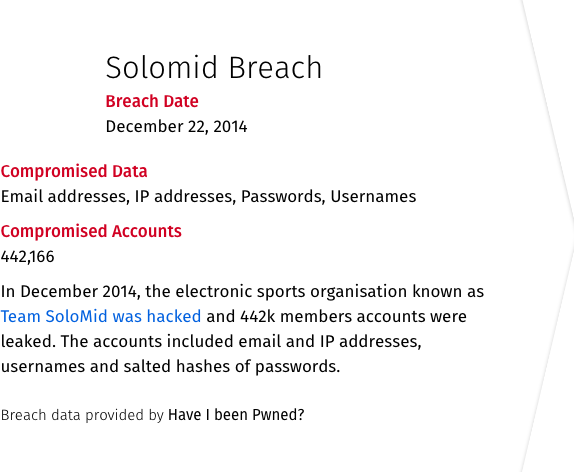 Solomid Breach
Breach Date
December 22, 2014
Compromised Data
Email addresses, IP addresses, Passwords, Usernames
Compromised Accounts
442,166
In December 2014, the electronic sports organisation known as
Team SoloMid was hacked and 442k members accounts were
leaked. The accounts included email and IP addresses,
usernames and salted hashes of passwords.
Breach data provided by Have I been Pwned?